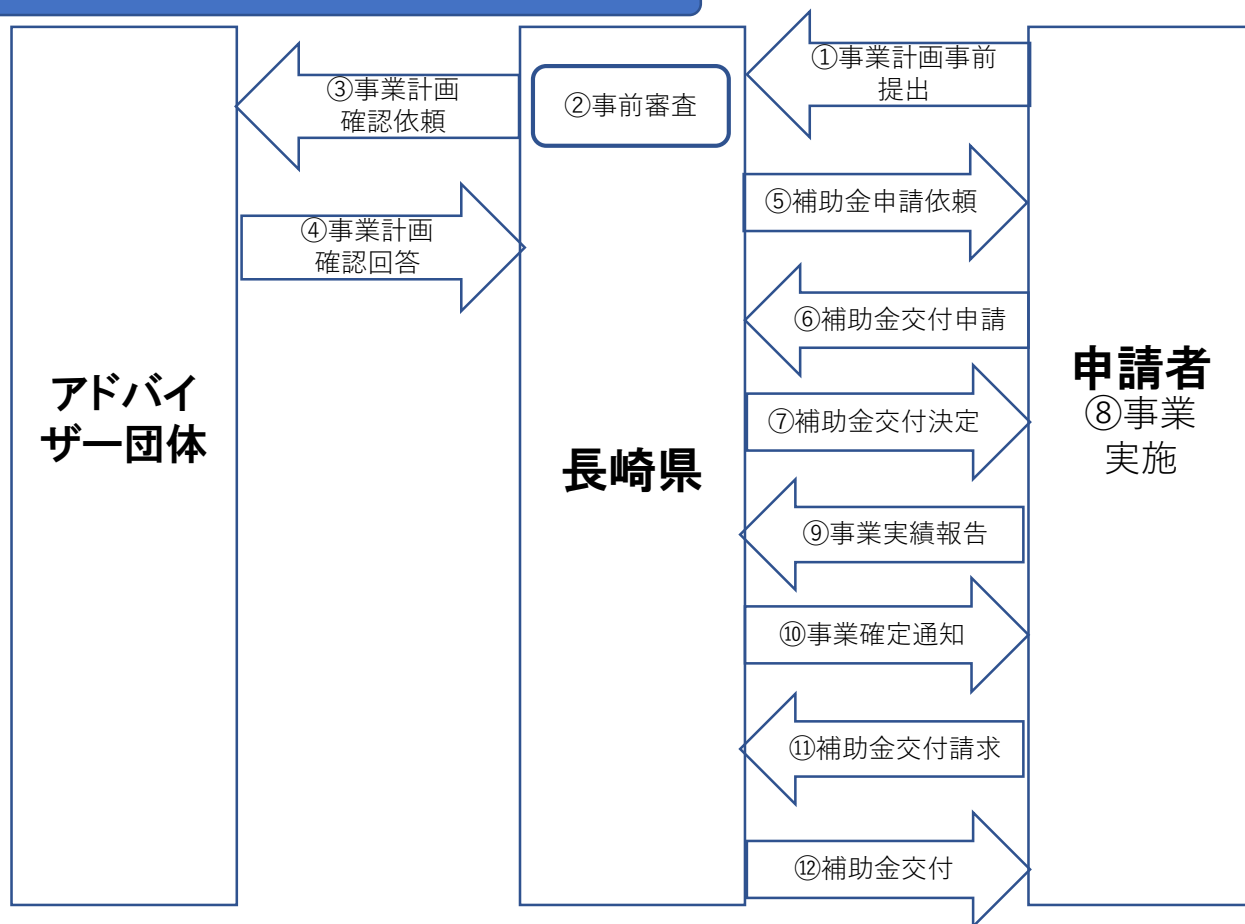 ①事業計画事前
提出
②事前審査
③事業計画
確認依頼
④事業計画
確認回答
⑤補助金申請依頼
⑥補助金交付申請
⑦補助金交付決定
アドバイ
ザー団体
長崎県
申請者
⑧事業
実施
⑨事業実績報告
⑩事業確定通知
⑪補助金交付請求
⑫補助金交付